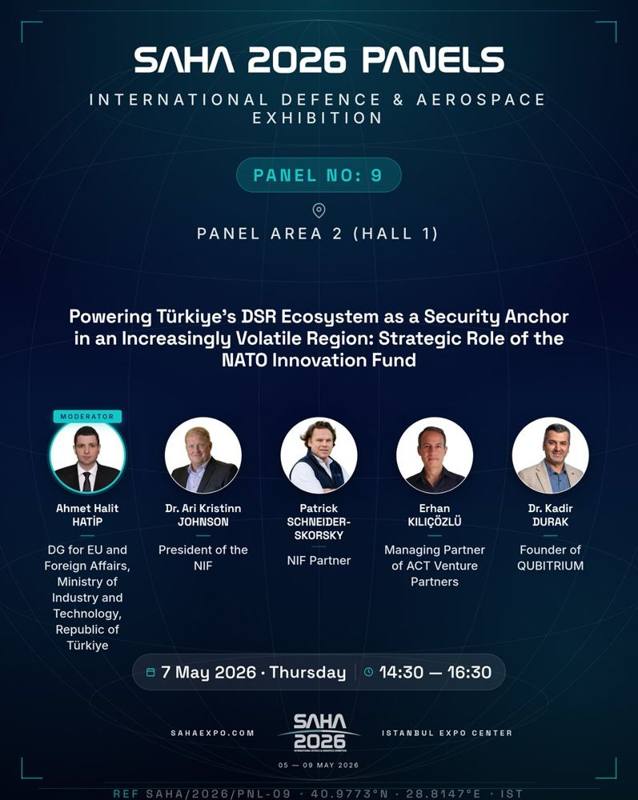 SAHA 2026 PANELS
INTERNATIONAL DEFENCE & AEROSPACE
EXHIBITION
PANEL NO: 9
PANEL AREA 2 (HALL 1)
Powering Türkiye's DSR Ecosystem as a Security Anchor
in an Increasingly Volatile Region: Strategic Role of the
NATO Innovation Fund
MODERATOR
Ahmet Halit
HATİP
DG for EU and
Foreign Affairs,
Ministry of
Industry and
Technology,
Republic of
Türkiye
Dr. Ari Kristinn
JOHNSON
President of the
NIF
Patrick
SCHNEIDER-
SKORSKY
NIF Partner
Erhan
KILIÇÖZLÜ
Managing Partner
of ACT Venture
Partners
Dr. Kadir
DURAK
Founder of
QUBITRIUM
7 May 2026 · Thursday
14:30 — 16:30
SAHAEXPO.COM
SAHA
2026
INTERNATIONAL DEFENCE & AEROSPACE EXHIBITION
ISTANBUL EXPO CENTER
05 — 09 MAY 2026
REF SAHA/2026/PNL-09 · 40.9773°N · 28.8147°E · IST